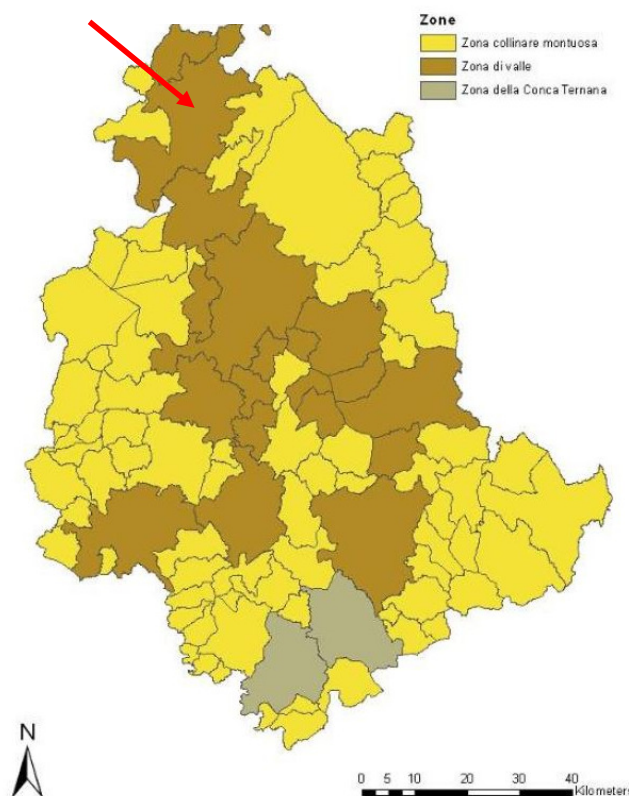 Zone
Zona collinare montuosa
Zona di valle
Zona della Conca Ternana
N
0 5 10 20 30 40
Kilometers